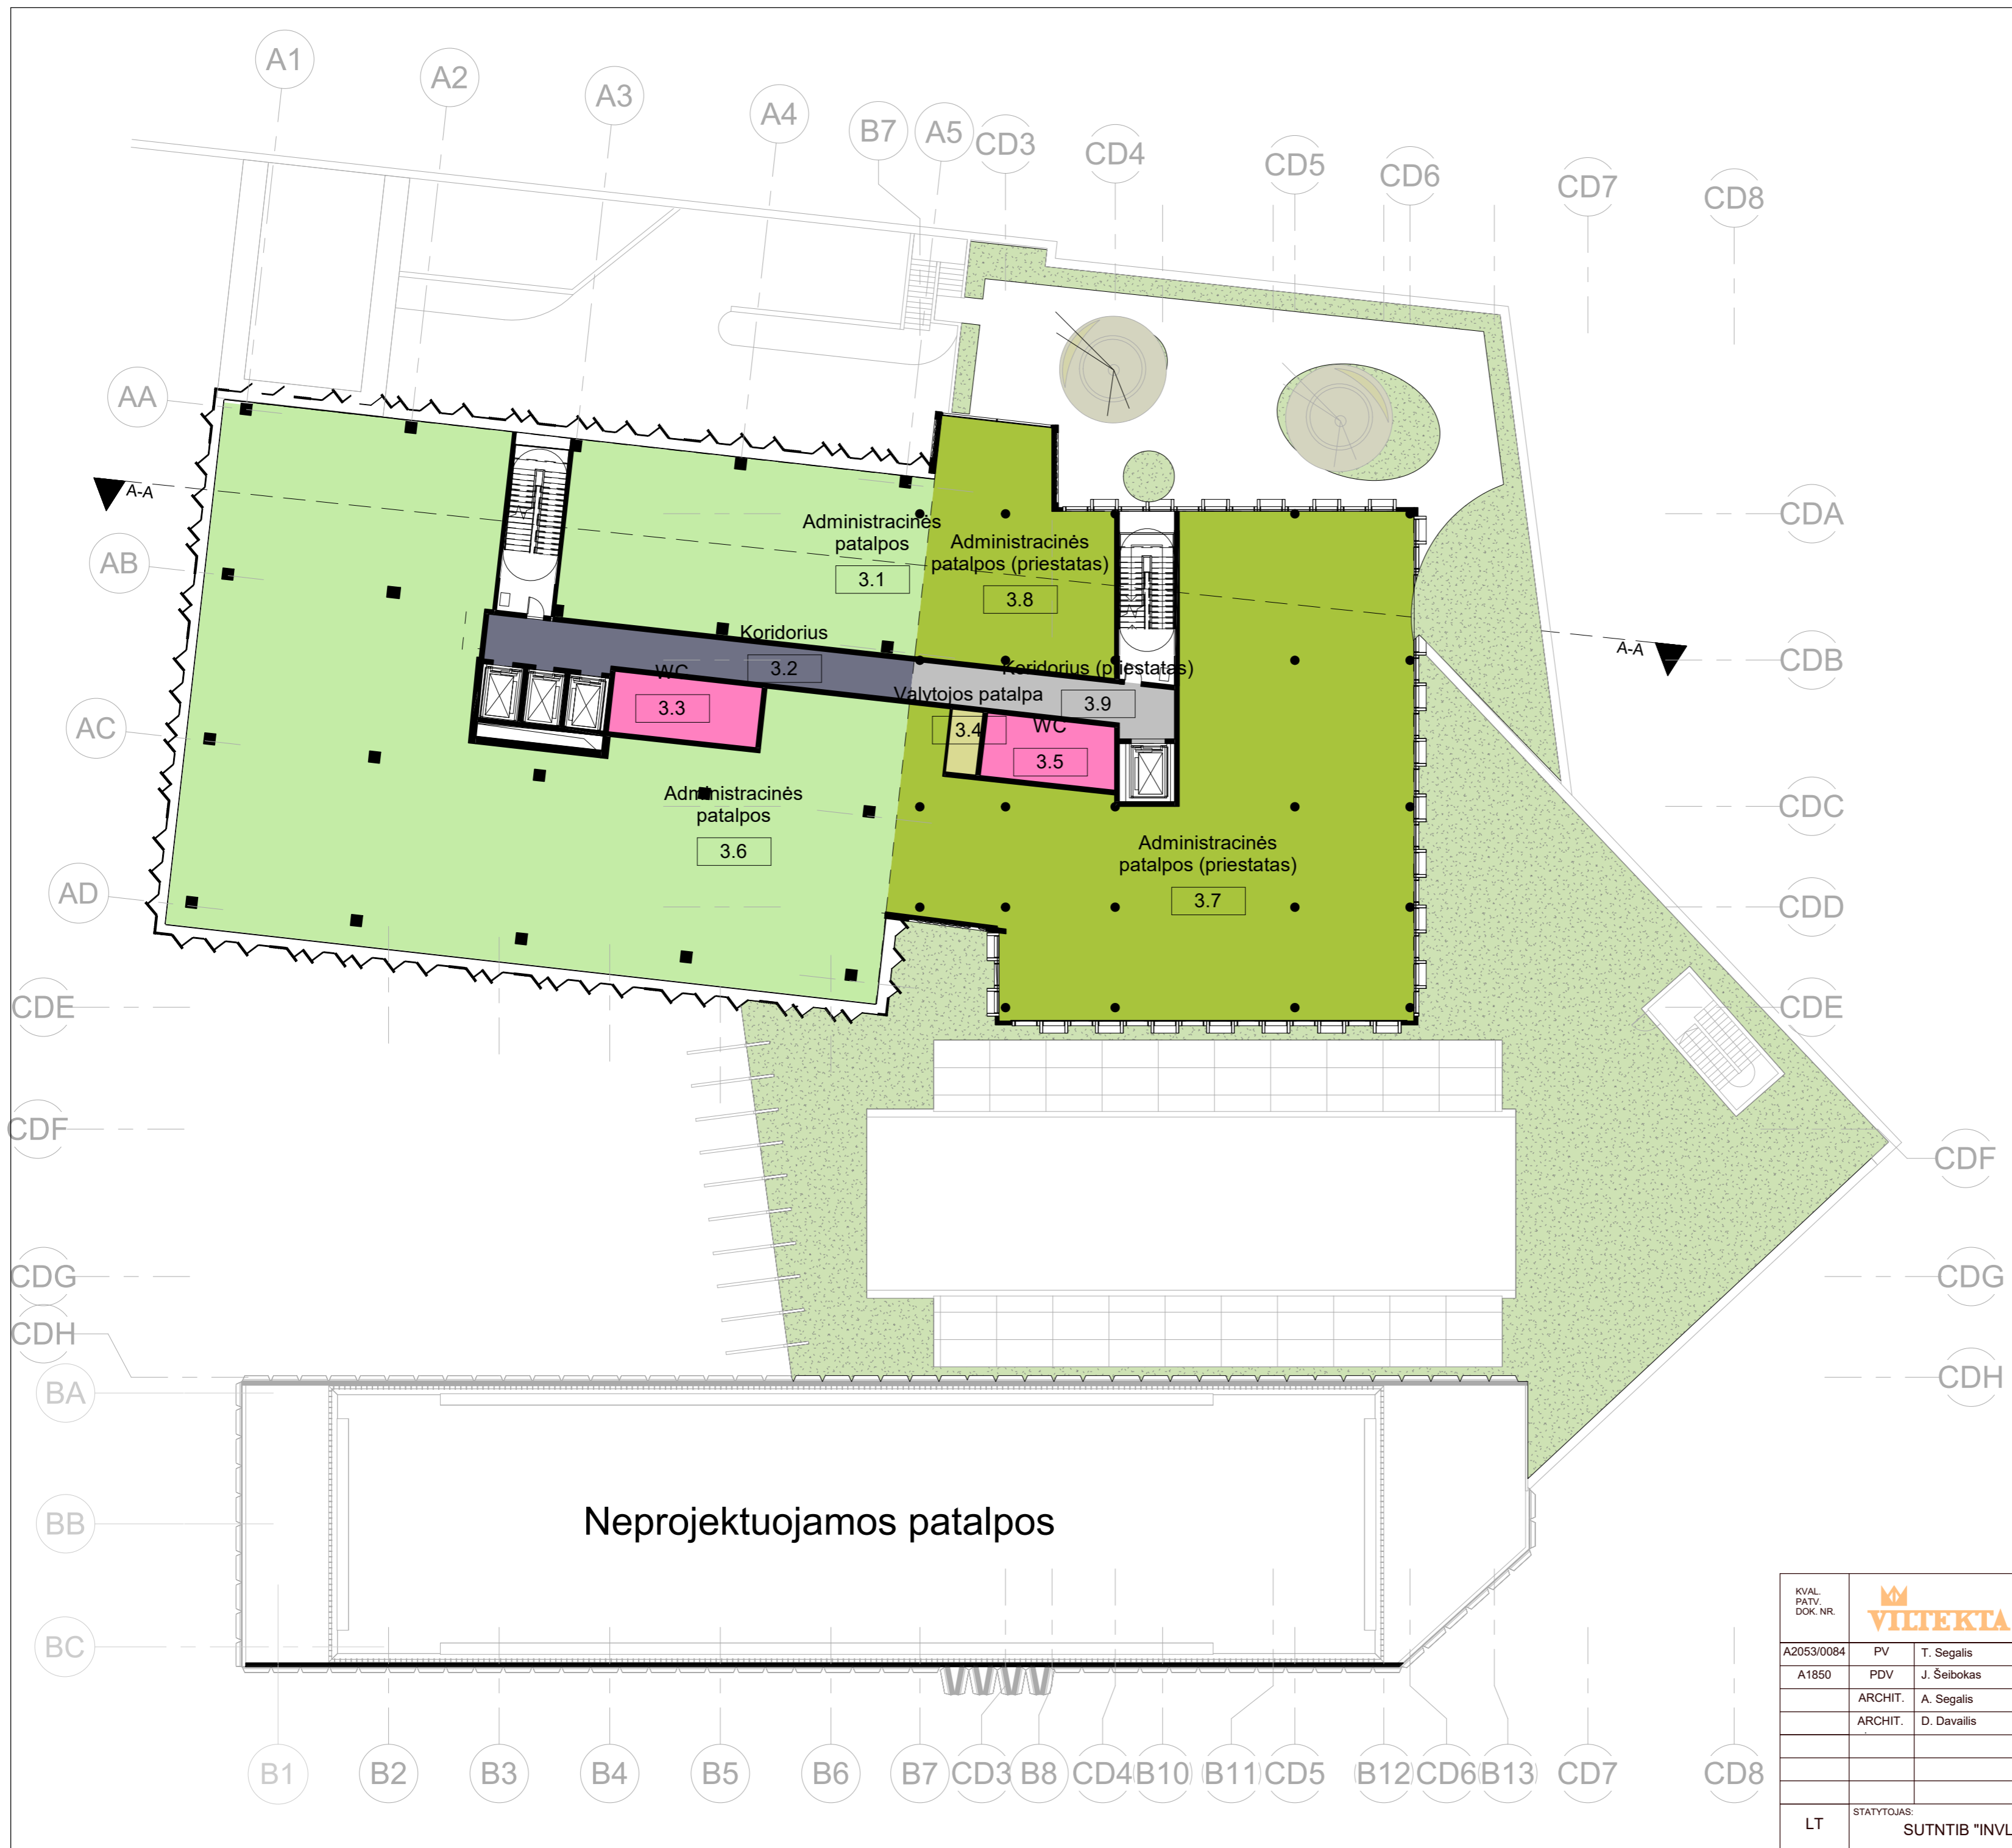 A1
A2
A3
A4
B7
A5
CD3
CD4
CD5
CD6
CD7
CD8
AA
AB
AC
AD
A-A
A-A
CDA
CDB
CDC
CDD
CDE
CDE
CDF
CDF
CDG
CDG
CDH
CDH
BA
BB
BC
Administracinės
patalpos
3.1
Administracinės
patalpos (priestatas)
3.8
Koridorius
3.2
Koridorius (priestatas)
3.9
WC
3.3
Valytojos patalpa
3.4
WC
3.5
Administracinės
patalpos
3.6
Administracinės
patalpos (priestatas)
3.7
Neprojektuojamos patalpos
B1
B2
B3
B4
B5
B6
B7
CD3
B8
CD4
B10
B11
CD5
B12
CD6
B13
CD7
CD8
KVAL.
PATV.
DOK. NR.
VILTEKTA
A2053/0084 PV T. Segalis
A1850 PDV J. Šeibokas
ARCHIT. A. Segalis
ARCHIT. D. Davailis
LT
STATYTOJAS:
SUTNTIB "INVL